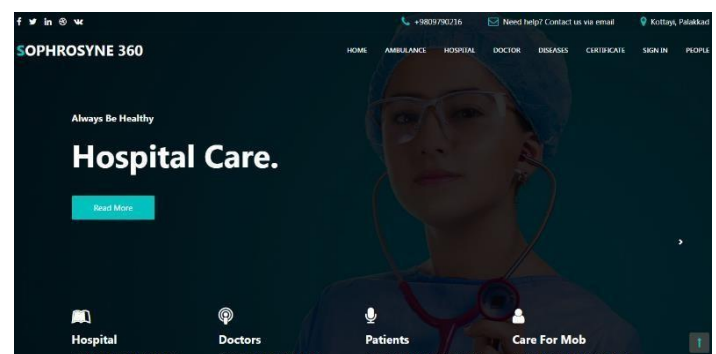 +9809790216 Need help? Contact us via email Kottayi, Palakkad
SOPHROSYNE 360
HOME AMBULANCE HOSPITAL DOCTOR DISEASES CERTIFICATE SIGN IN PEOPLE
Always Be Healthy
Hospital Care.
Read More
Hospital Doctors Patients Care For Mob